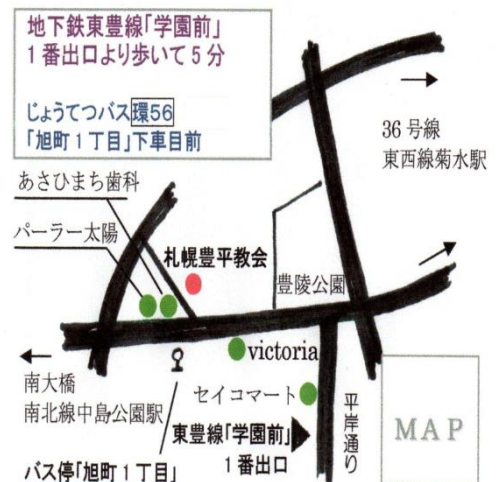 地下鉄東豊線「学園前」
1番出口より歩いて5分
じょうてつバス環56
「旭町1丁目」下車目前
36号線
東西線菊水駅
あさひまち歯科
パーラー太陽
札幌豊平教会
豊陵公園
victoria
南大橋
南北線中島公園駅
セイコマート
平岸通り
東豊線「学園前」
1番出口
バス停「旭町1丁目」
MAP